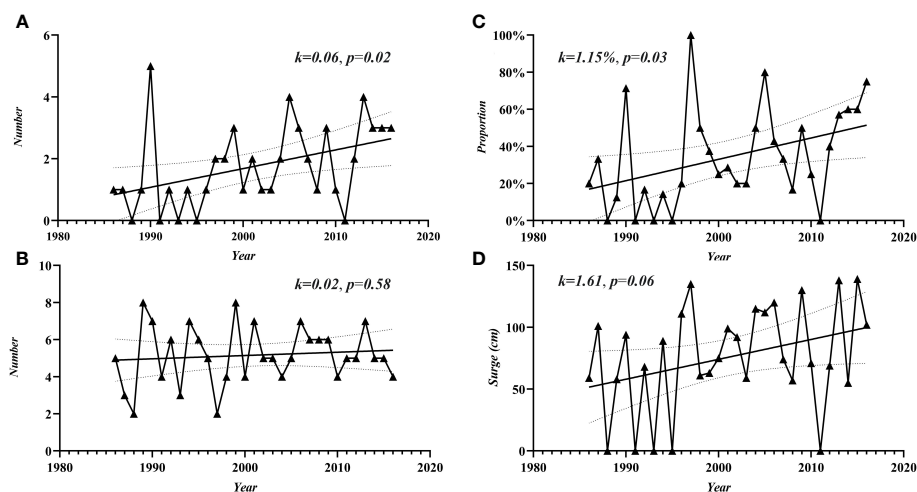 A
6
4
2
0
Number
k=0.06, p=0.02
1980
1990
2000
2010
2020
Year
C
100%
80%
60%
40%
20%
0%
Proportion
k=1.15%, p=0.03
1980
1990
2000
2010
2020
Year
B
10
8
6
4
2
0
Number
k=0.02, p=0.58
1980
1990
2000
2010
2020
Year
D
150
100
50
0
Surge (cm)
k=1.61, p=0.06
1980
1990
2000
2010
2020
Year